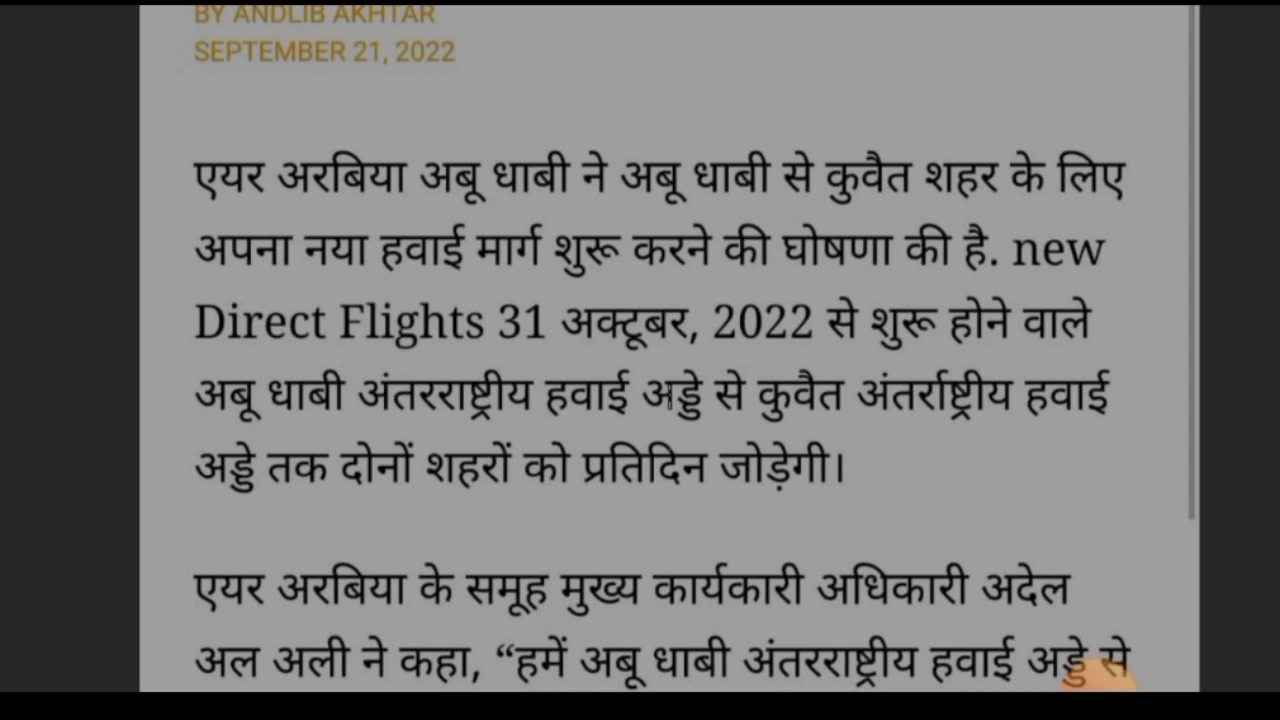 BY ANDLIB AKHTAR
SEPTEMBER 21, 2022
एयर अरबिया अबू धाबी ने अबू धाबी से कुवैत शहर के लिए
अपना नया हवाई मार्ग शुरू करने की घोषणा की है. new
Direct Flights 31 अक्टूबर, 2022 से शुरू होने वाले
अबू धाबी अंतरराष्ट्रीय हवाई अड्डे से कुवैत अंतर्राष्ट्रीय हवाई
अड्डे तक दोनों शहरों को प्रतिदिन जोड़ेगी।
एयर अरबिया के समूह मुख्य कार्यकारी अधिकारी अदेल
अल अली ने कहा, “हमें अबू धाबी अंतरराष्ट्रीय हवाई अड्डे से